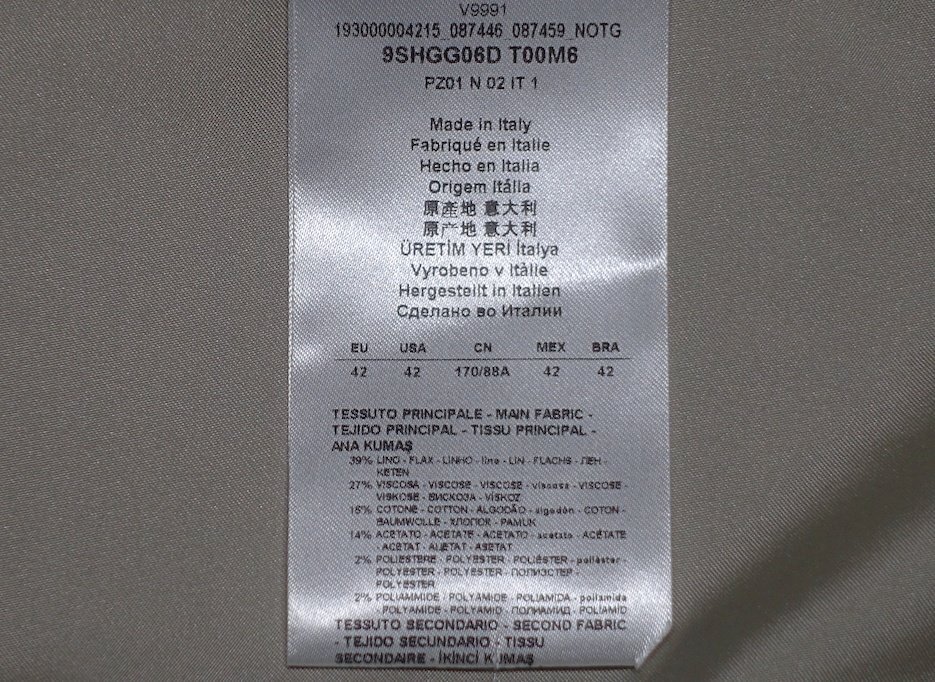 V9991
193000004215_087446_087459_NOTG
9SHGG06D T00M6
PZ01 N 02 IT 1
Made in Italy
Fabriqué en Italie
Hecho en Italia
Origem Itália
原產地 意大利
原产地 意大利
ÜRETİM YERİ İtalya
Vyrobeno v Itálie
Hergestellt in Italien
Сделано во Италии
EU USA CN MEX BRA
42 42 170/88A 42 42
TESSUTO PRINCIPALE - MAIN FABRIC -
TEJIDO PRINCIPAL - TISSU PRINCIPAL -
ANA KUMAŞ
39% LINO - FLAX - LINHO - lino - LIN - FLACHS - ЛЕН -
KETEN
27% VISCOSA - VISCOSE - VISCOSE - viscosa - VISCOSE -
VISKOSE - ВИСКОЗА - VİSKOZ
16% COTONE - COTTON - ALGODÃO - algodón - COTON -
BAUMWOLLE - ХЛОПОК - PAMUK
14% ACETATO - ACETATE - ACETATO - acetato - ACÉTATE
- ACETAT - АЦЕТАТ - ASETAT
2% POLIESTERE - POLYESTER - POLIÉSTER - poliéster -
POLYESTER - POLYESTER - ПОЛИЭСТЕР -
POLYESTER
2% POLIAMMIDE - POLYAMIDE - POLIAMIDA - poliamida
- POLYAMIDE - POLYAMID - ПОЛИАМИД - POLİAMİD
TESSUTO SECONDARIO - SECOND FABRIC
- TEJIDO SECUNDARIO - TISSU
SECONDAIRE - İKİNCİ KUMAŞ